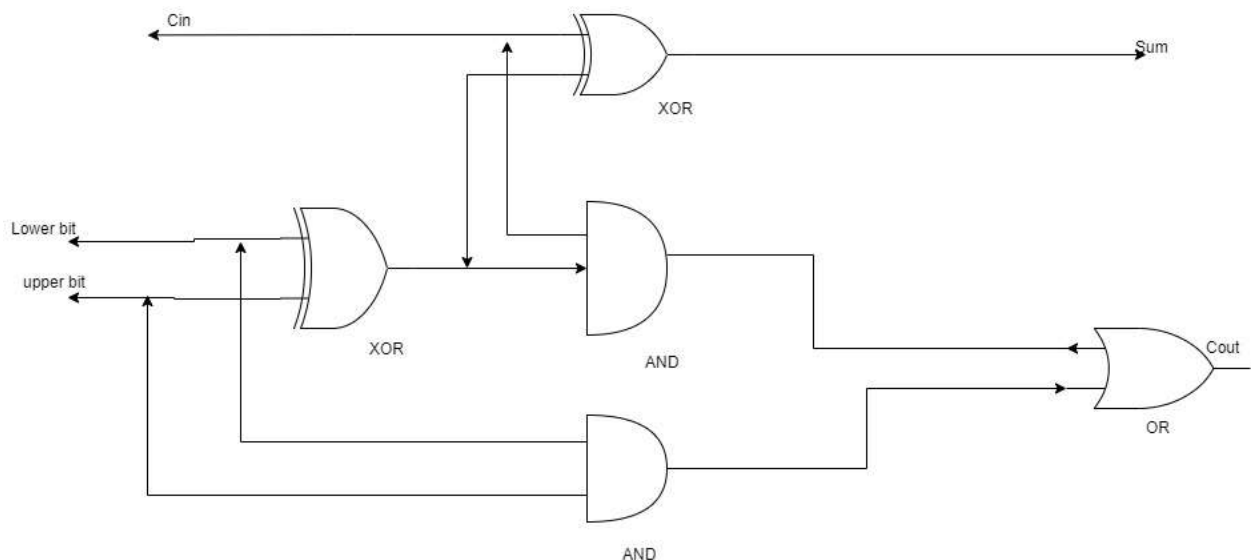 Cin
Sum
XOR
Lower bit
upper bit
XOR
AND
Cout
OR
AND